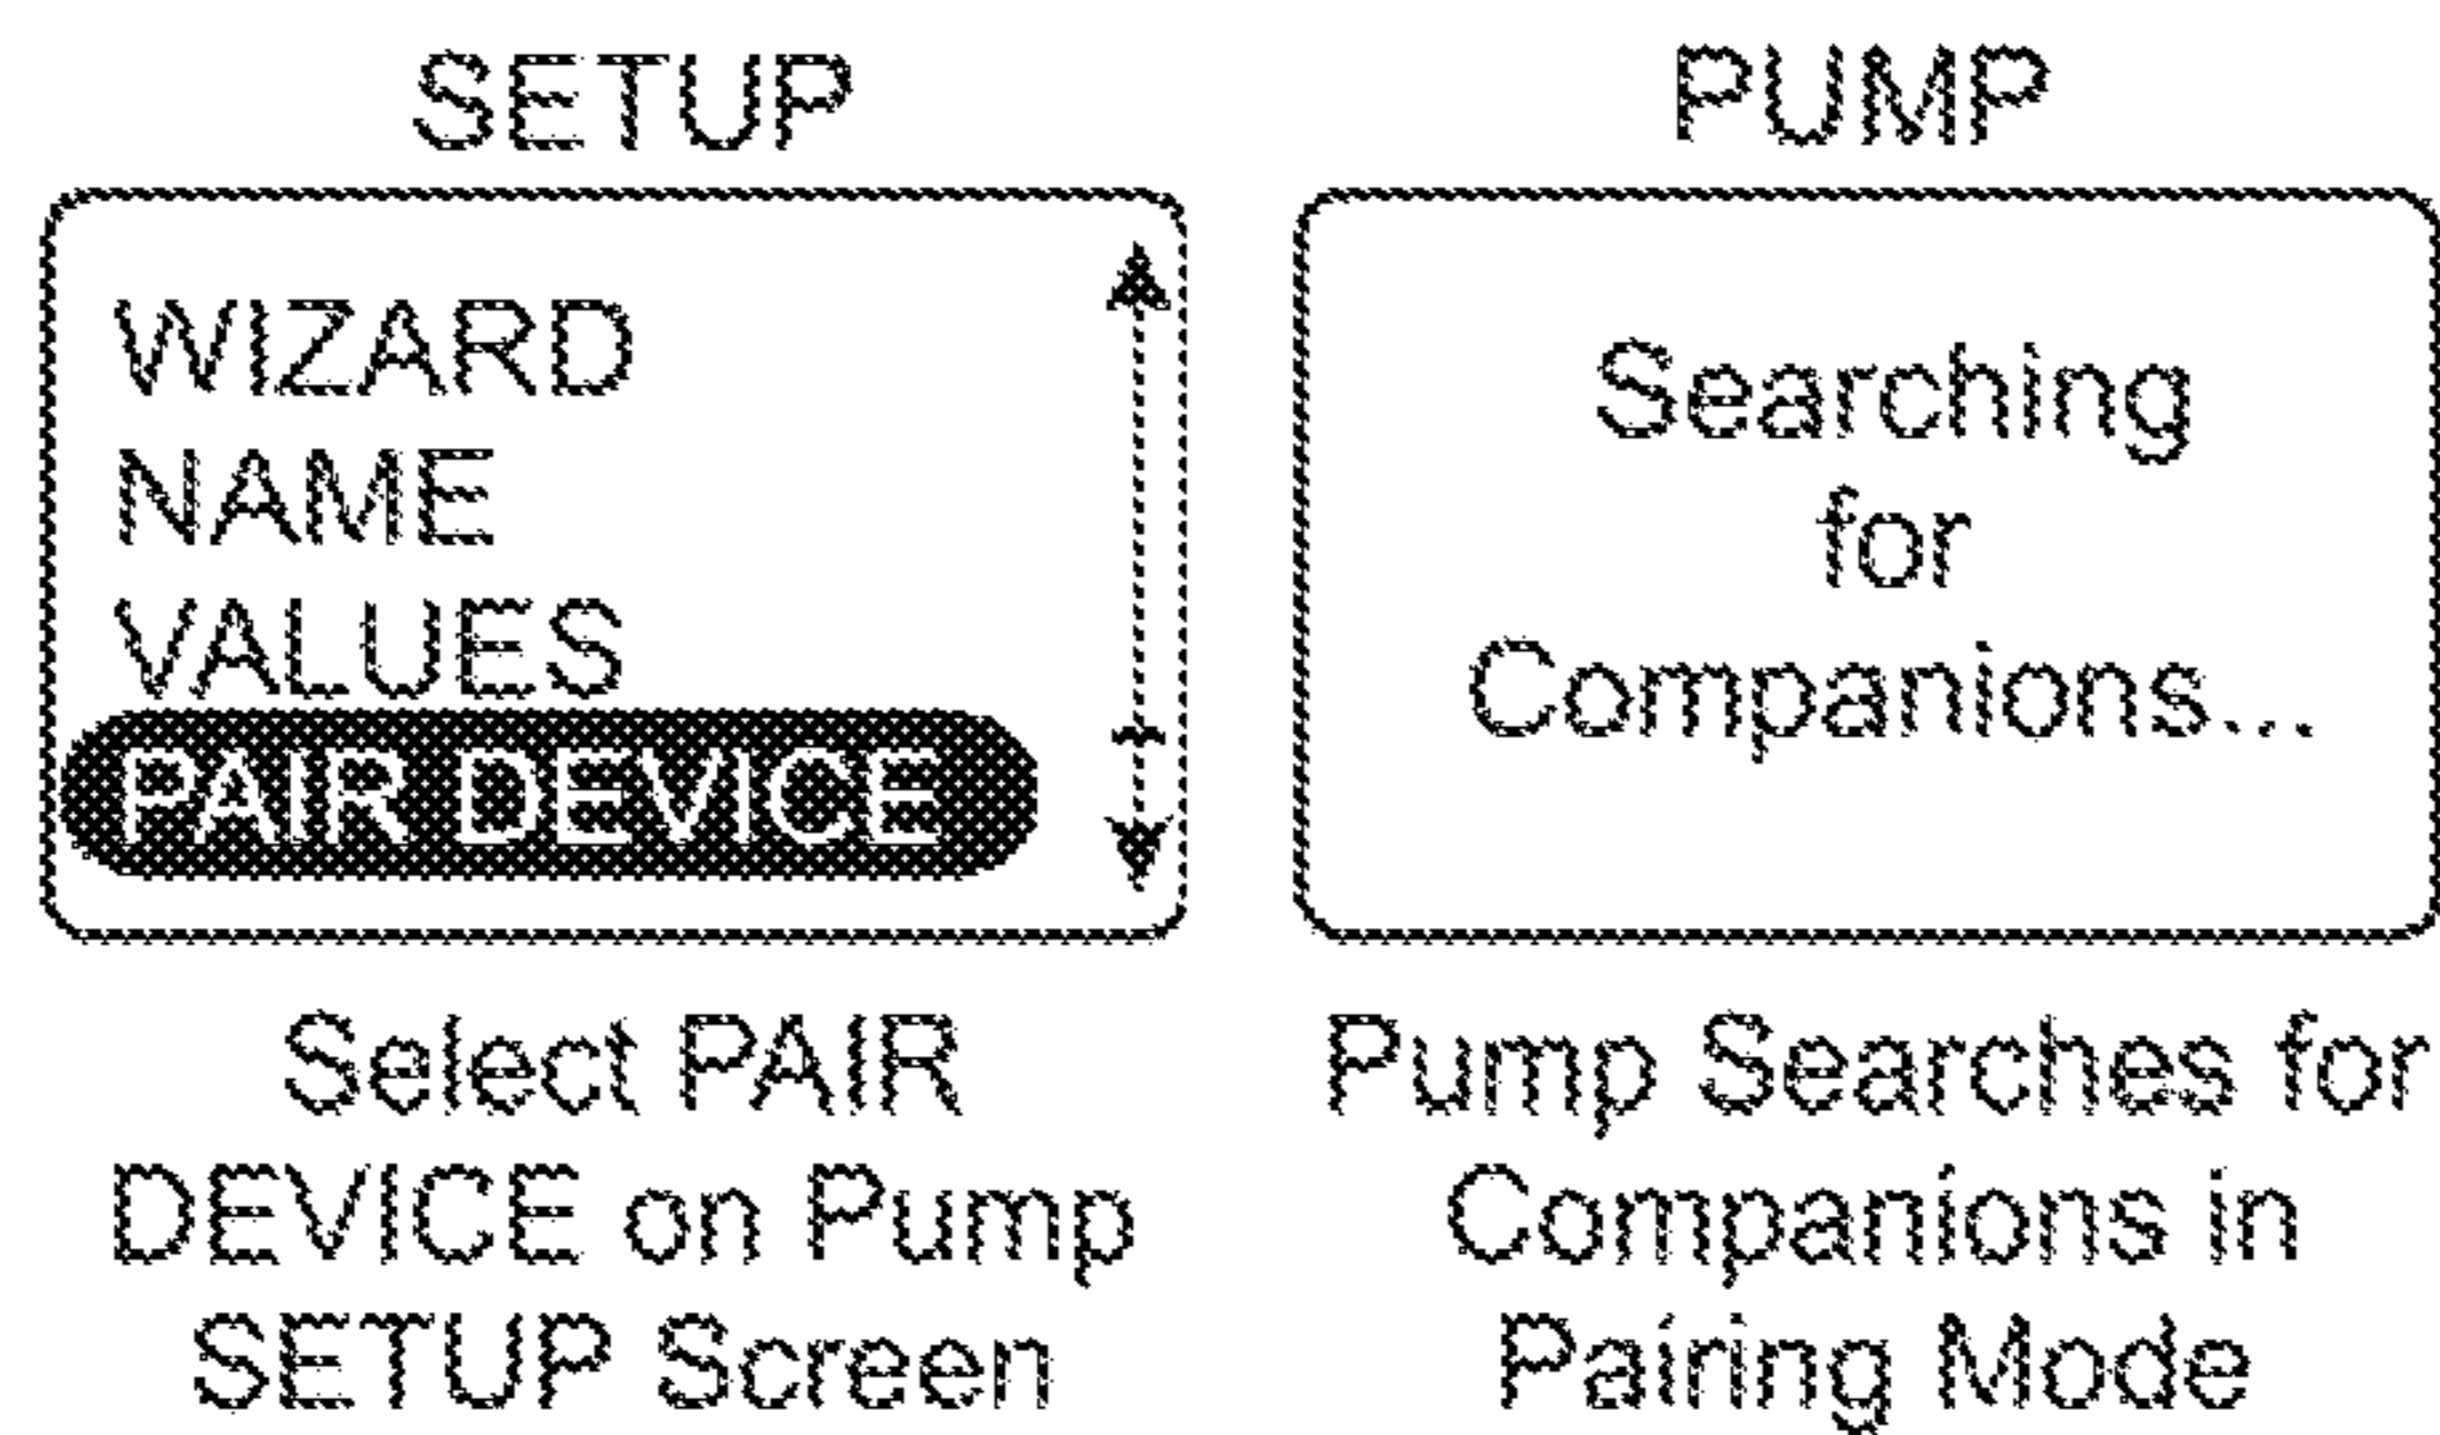 SETUP
WIZARD
NAME
VALUES
PAIR DEVICE
Select PAIR
DEVICE on Pump
SETUP Screen
PUMP
Searching
for
Companions...
Pump Searches for
Companions in
Pairing Mode